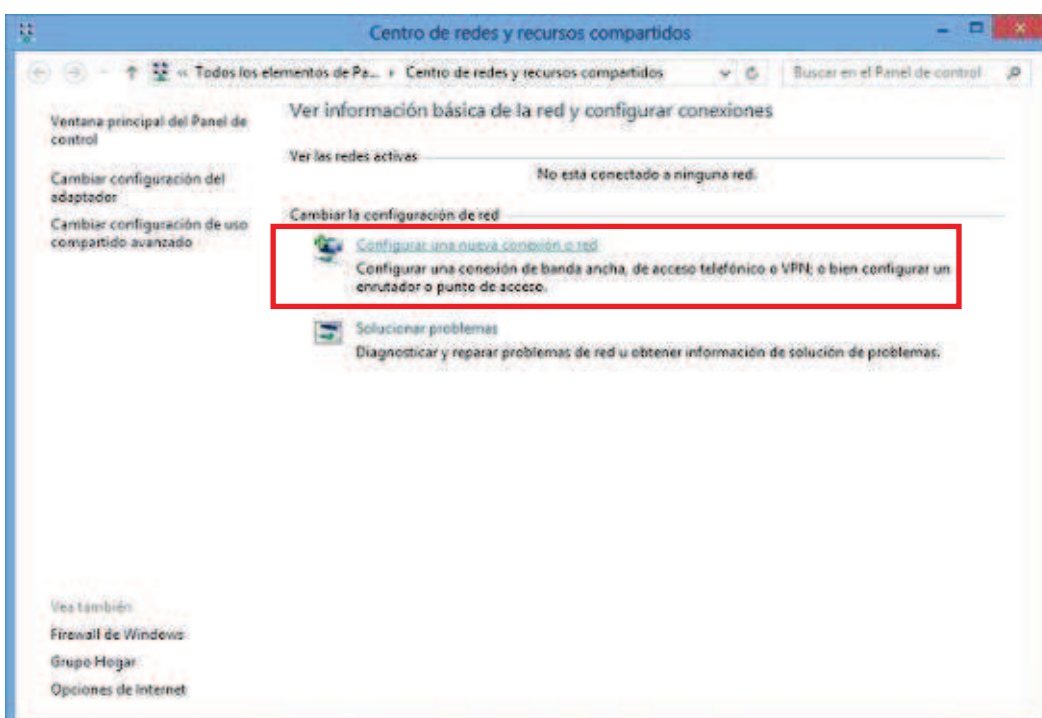 Centro de redes y recursos compartidos
« Todos los elementos de Pa... Centro de redes y recursos compartidos
Buscar en el Panel de control
Ventana principal del Panel de
control
Cambiar configuración del
adaptador
Cambiar configuración de uso
compartido avanzado
Ver información básica de la red y configurar conexiones
Ver las redes activas
No está conectado a ninguna red.
Cambiar la configuración de red
Configurar una nueva conexión o red
Configurar una conexión de banda ancha, de acceso telefónico o VPN; o bien configurar un
enrutador o punto de acceso.
Solucionar problemas
Diagnosticar y reparar problemas de red u obtener información de solución de problemas.
Vea también
Firewall de Windows
Grupo Hogar
Opciones de Internet